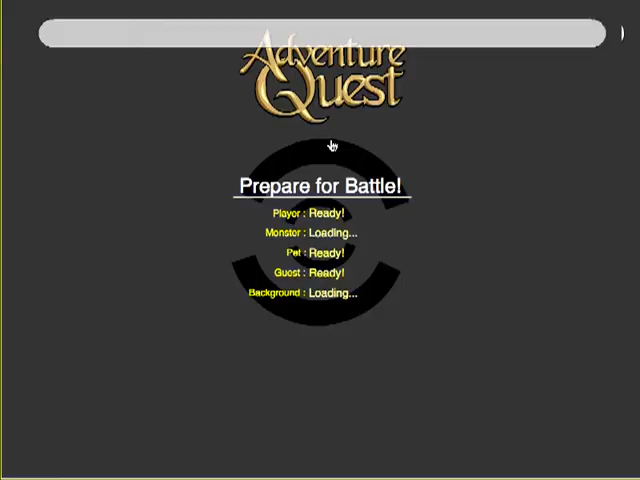 Adventure
Quest
Prepare for Battle!
Player : Ready!
Monster : Loading...
Pet : Ready!
Guest : Ready!
Background : Loading...